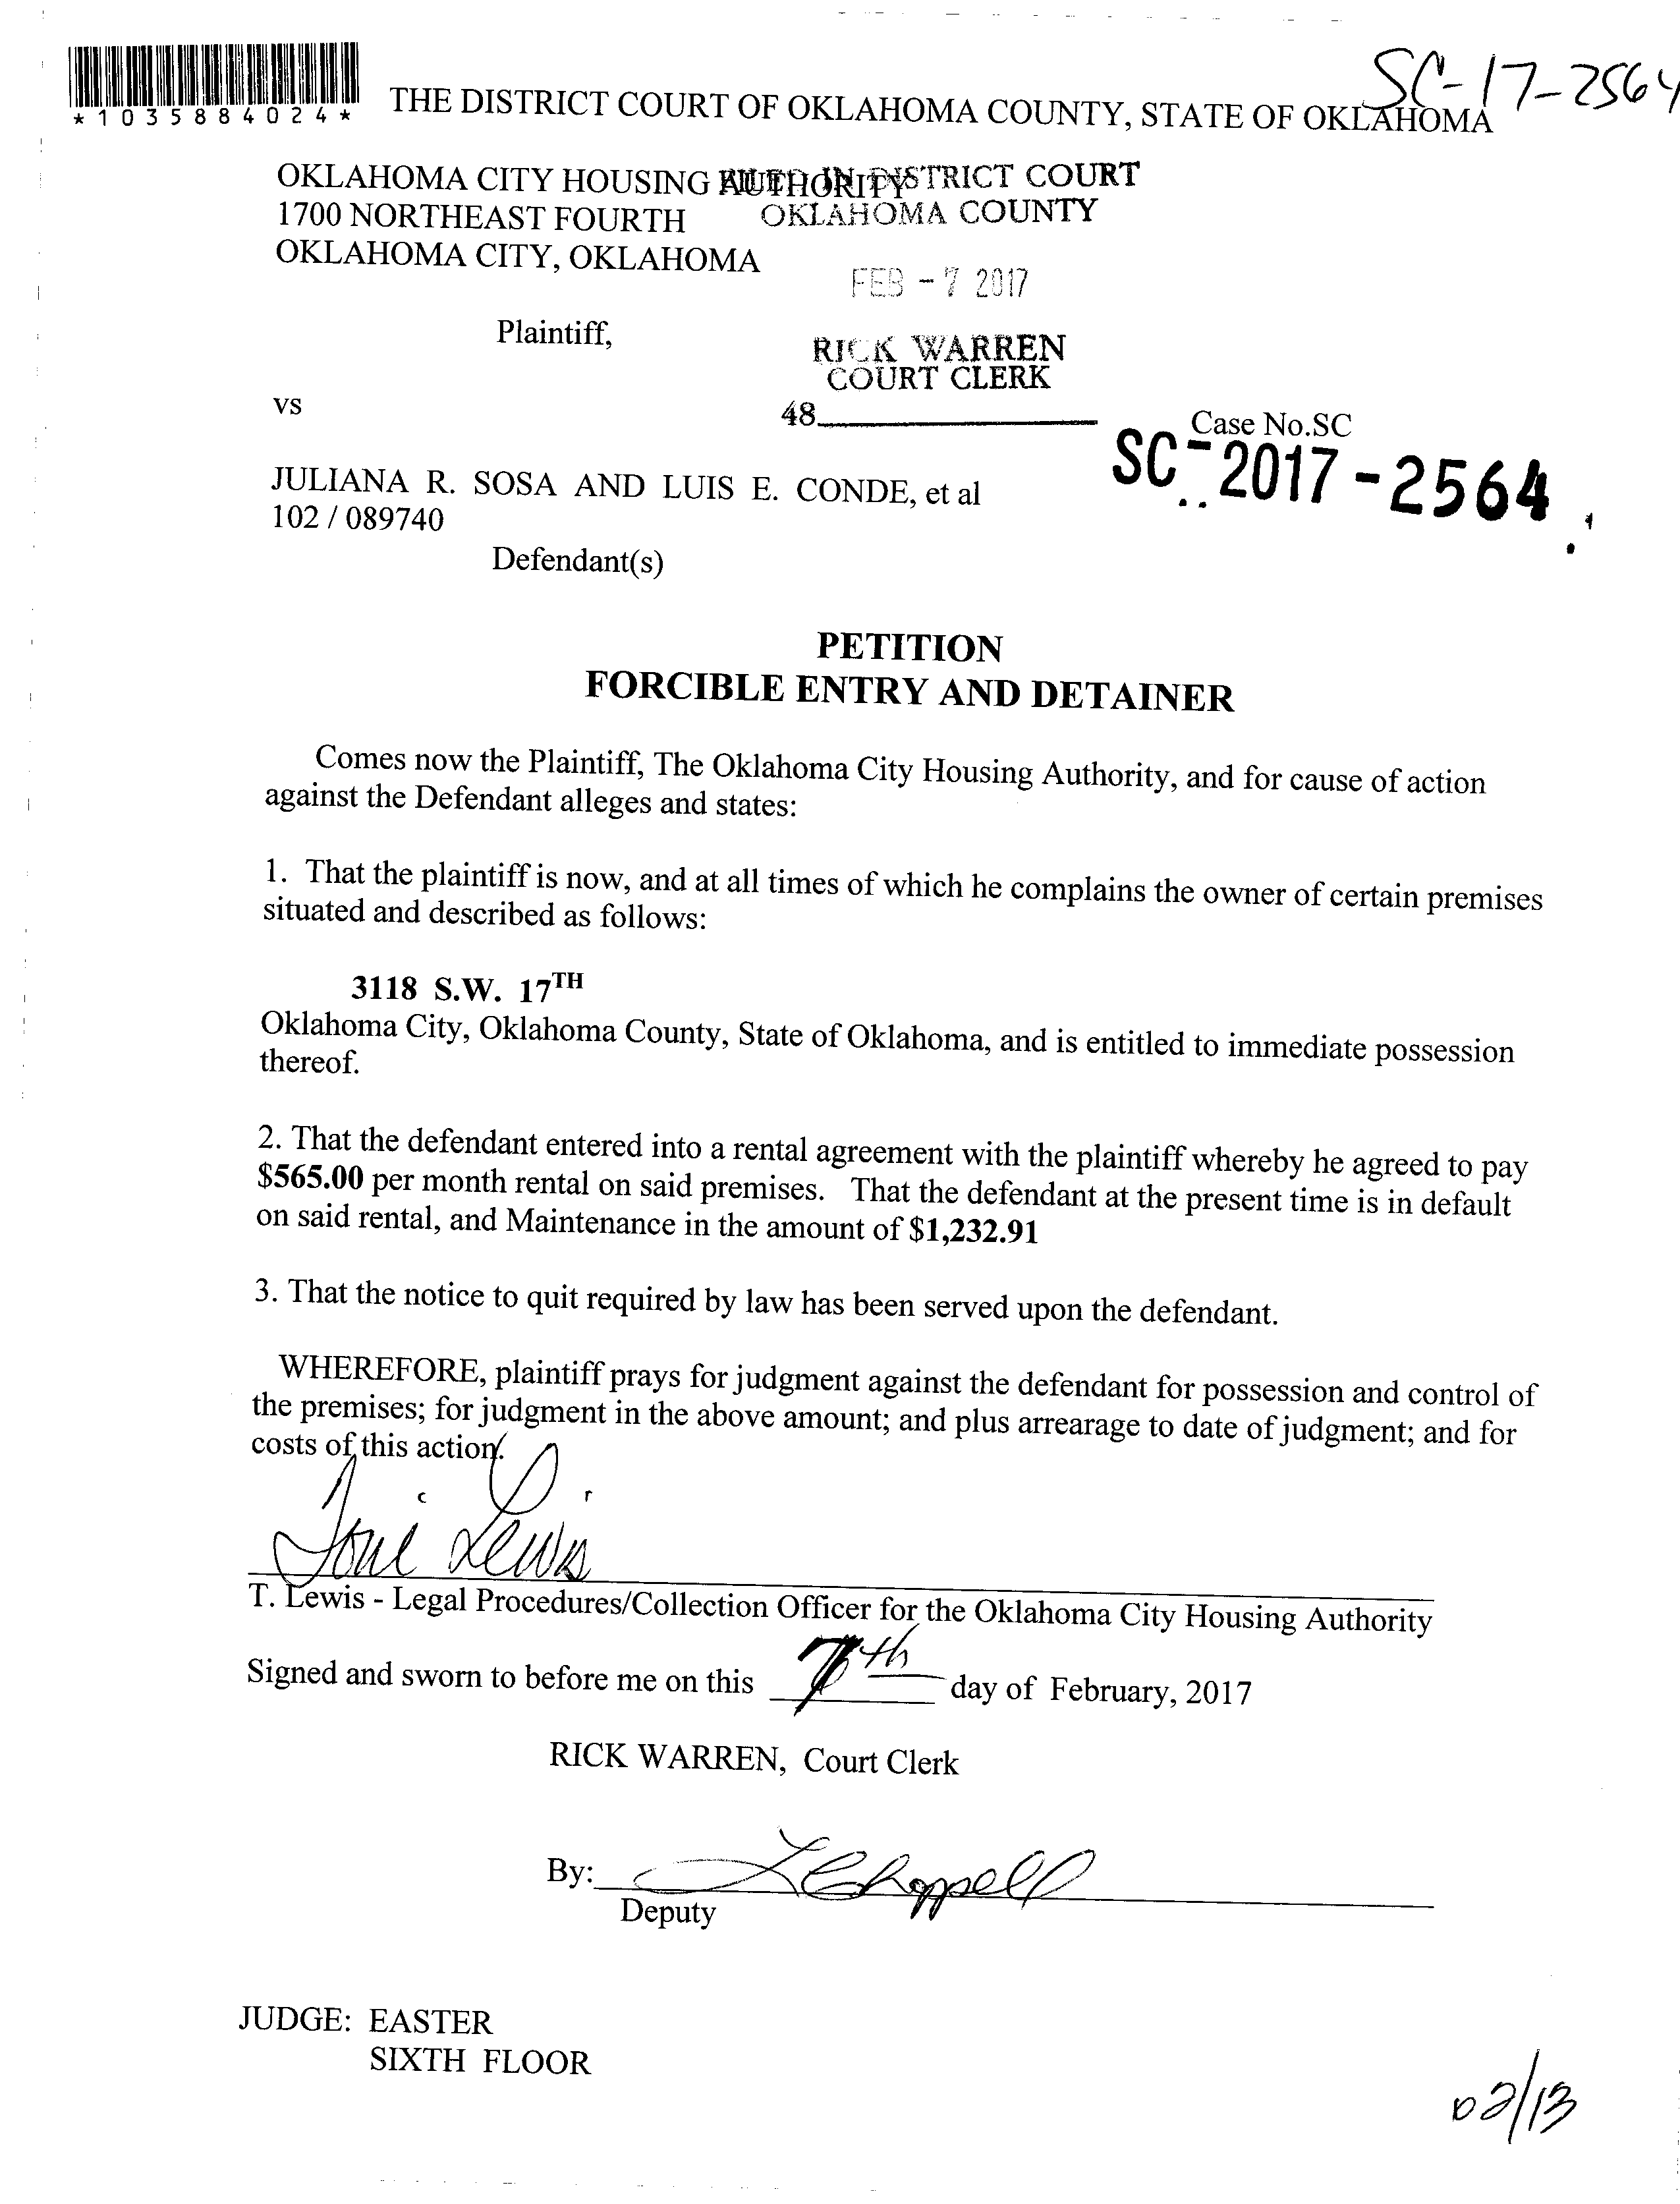 SC-17-2564
*1035884024*
THE DISTRICT COURT OF OKLAHOMA COUNTY, STATE OF OKLAHOMA
OKLAHOMA CITY HOUSING AUTHORITY
FILED IN DISTRICT COURT
1700 NORTHEAST FOURTH
OKLAHOMA COUNTY
OKLAHOMA CITY, OKLAHOMA
FEB - 7 2017
Plaintiff,
RICK WARREN
COURT CLERK
vs
48
Case No.SC
SC-2017-2564
JULIANA R. SOSA AND LUIS E. CONDE, et al
102 / 089740
Defendant(s)
PETITION
FORCIBLE ENTRY AND DETAINER
Comes now the Plaintiff, The Oklahoma City Housing Authority, and for cause of action
against the Defendant alleges and states:
1. That the plaintiff is now, and at all times of which he complains the owner of certain premises
situated and described as follows:
3118 S.W. 17TH
Oklahoma City, Oklahoma County, State of Oklahoma, and is entitled to immediate possession
thereof.
2. That the defendant entered into a rental agreement with the plaintiff whereby he agreed to pay
$565.00 per month rental on said premises. That the defendant at the present time is in default
on said rental, and Maintenance in the amount of $1,232.91
3. That the notice to quit required by law has been served upon the defendant.
WHEREFORE, plaintiff prays for judgment against the defendant for possession and control of
the premises; for judgment in the above amount; and plus arrearage to date of judgment; and for
costs of this action.
Toni Lewis
T. Lewis - Legal Procedures/Collection Officer for the Oklahoma City Housing Authority
Signed and sworn to before me on this 7th day of February, 2017
RICK WARREN, Court Clerk
By: L Chappell
Deputy
JUDGE: EASTER
SIXTH FLOOR
02/13